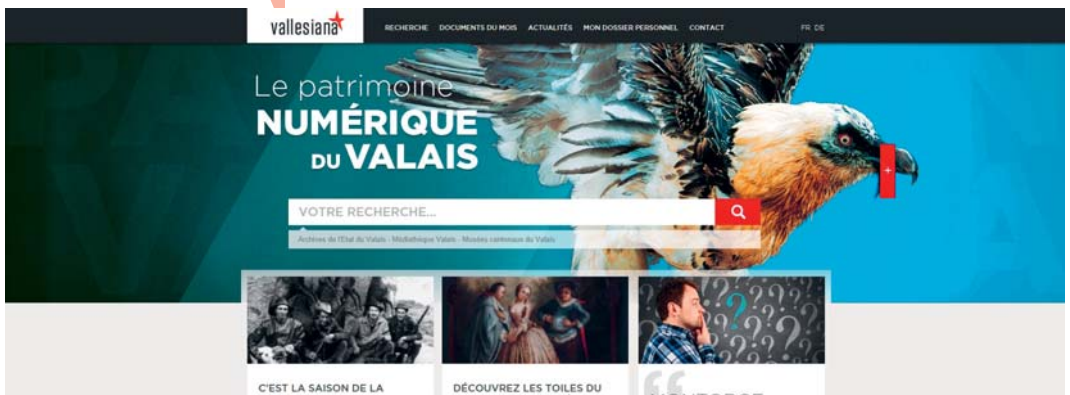 vallesiana
RECHERCHE DOCUMENTS DU MOIS ACTUALITÉS MON DOSSIER PERSONNEL CONTACT
FR DE
Le patrimoine
NUMÉRIQUE
DU VALAIS
+
VOTRE RECHERCHE...
Archives de l'Etat du Valais - Médiathèque Valais - Musées cantonaux du Valais
? ? ? ? ? ?
C'EST LA SAISON DE LA
DÉCOUVREZ LES TOILES DU